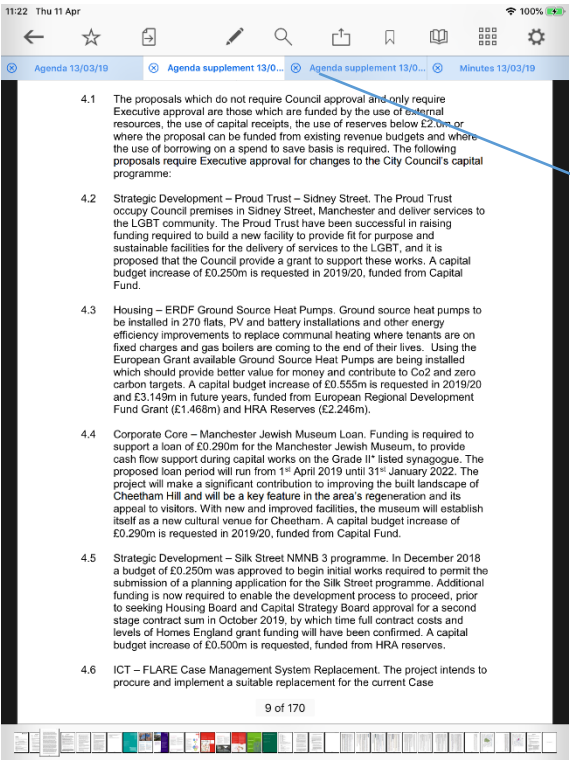 11:22 Thu 11 Apr 100%
Agenda 13/03/19 Agenda supplement 13/0... Agenda supplement 13/0... Minutes 13/03/19
4.1 The proposals which do not require Council approval and only require
Executive approval are those which are funded by the use of external
resources, the use of capital receipts, the use of reserves below £2.0m or
where the proposal can be funded from existing revenue budgets and where
the use of borrowing on a spend to save basis is required. The following
proposals require Executive approval for changes to the City Council's capital
programme:
4.2 Strategic Development – Proud Trust – Sidney Street. The Proud Trust
occupy Council premises in Sidney Street, Manchester and deliver services to
the LGBT community. The Proud Trust have been successful in raising
funding required to build a new facility to provide fit for purpose and
sustainable facilities for the delivery of services to the LGBT, and it is
proposed that the Council provide a grant to support these works. A capital
budget increase of £0.250m is requested in 2019/20, funded from Capital
Fund.
4.3 Housing – ERDF Ground Source Heat Pumps. Ground source heat pumps to
be installed in 270 flats, PV and battery installations and other energy
efficiency improvements to replace communal heating where tenants are on
fixed charges and gas boilers are coming to the end of their lives. Using the
European Grant available Ground Source Heat Pumps are being installed
which should provide better value for money and contribute to Co2 and zero
carbon targets. A capital budget increase of £0.555m is requested in 2019/20
and £3.149m in future years, funded from European Regional Development
Fund Grant (£1.468m) and HRA Reserves (£2.246m).
4.4 Corporate Core – Manchester Jewish Museum Loan. Funding is required to
support a loan of £0.290m for the Manchester Jewish Museum, to provide
cash flow support during capital works on the Grade II* listed synagogue. The
proposed loan period will run from 1st April 2019 until 31st January 2022. The
project will make a significant contribution to improving the built landscape of
Cheetham Hill and will be a key feature in the area's regeneration and its
appeal to visitors. With new and improved facilities, the museum will establish
itself as a new cultural venue for Cheetham. A capital budget increase of
£0.290m is requested in 2019/20, funded from Capital Fund.
4.5 Strategic Development – Silk Street NMNB 3 programme. In December 2018
a budget of £0.250m was approved to begin initial works required to permit the
submission of a planning application for the Silk Street programme. Additional
funding is now required to enable the development process to proceed, prior
to seeking Housing Board and Capital Strategy Board approval for a second
stage contract sum in October 2019, by which time full contract costs and
levels of Homes England grant funding will have been confirmed. A capital
budget increase of £0.500m is requested, funded from HRA reserves.
4.6 ICT – FLARE Case Management System Replacement. The project intends to
procure and implement a suitable replacement for the current Case
9 of 170